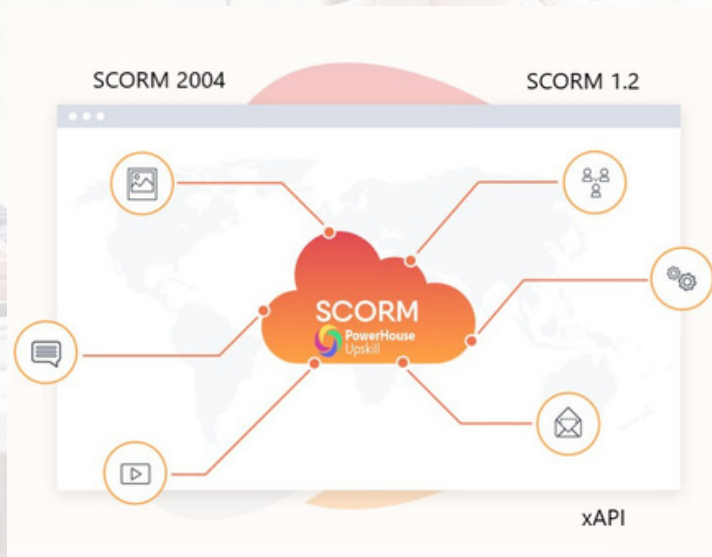 SCORM 2004
SCORM 1.2
SCORM
PowerHouse
Upskill
xAPI